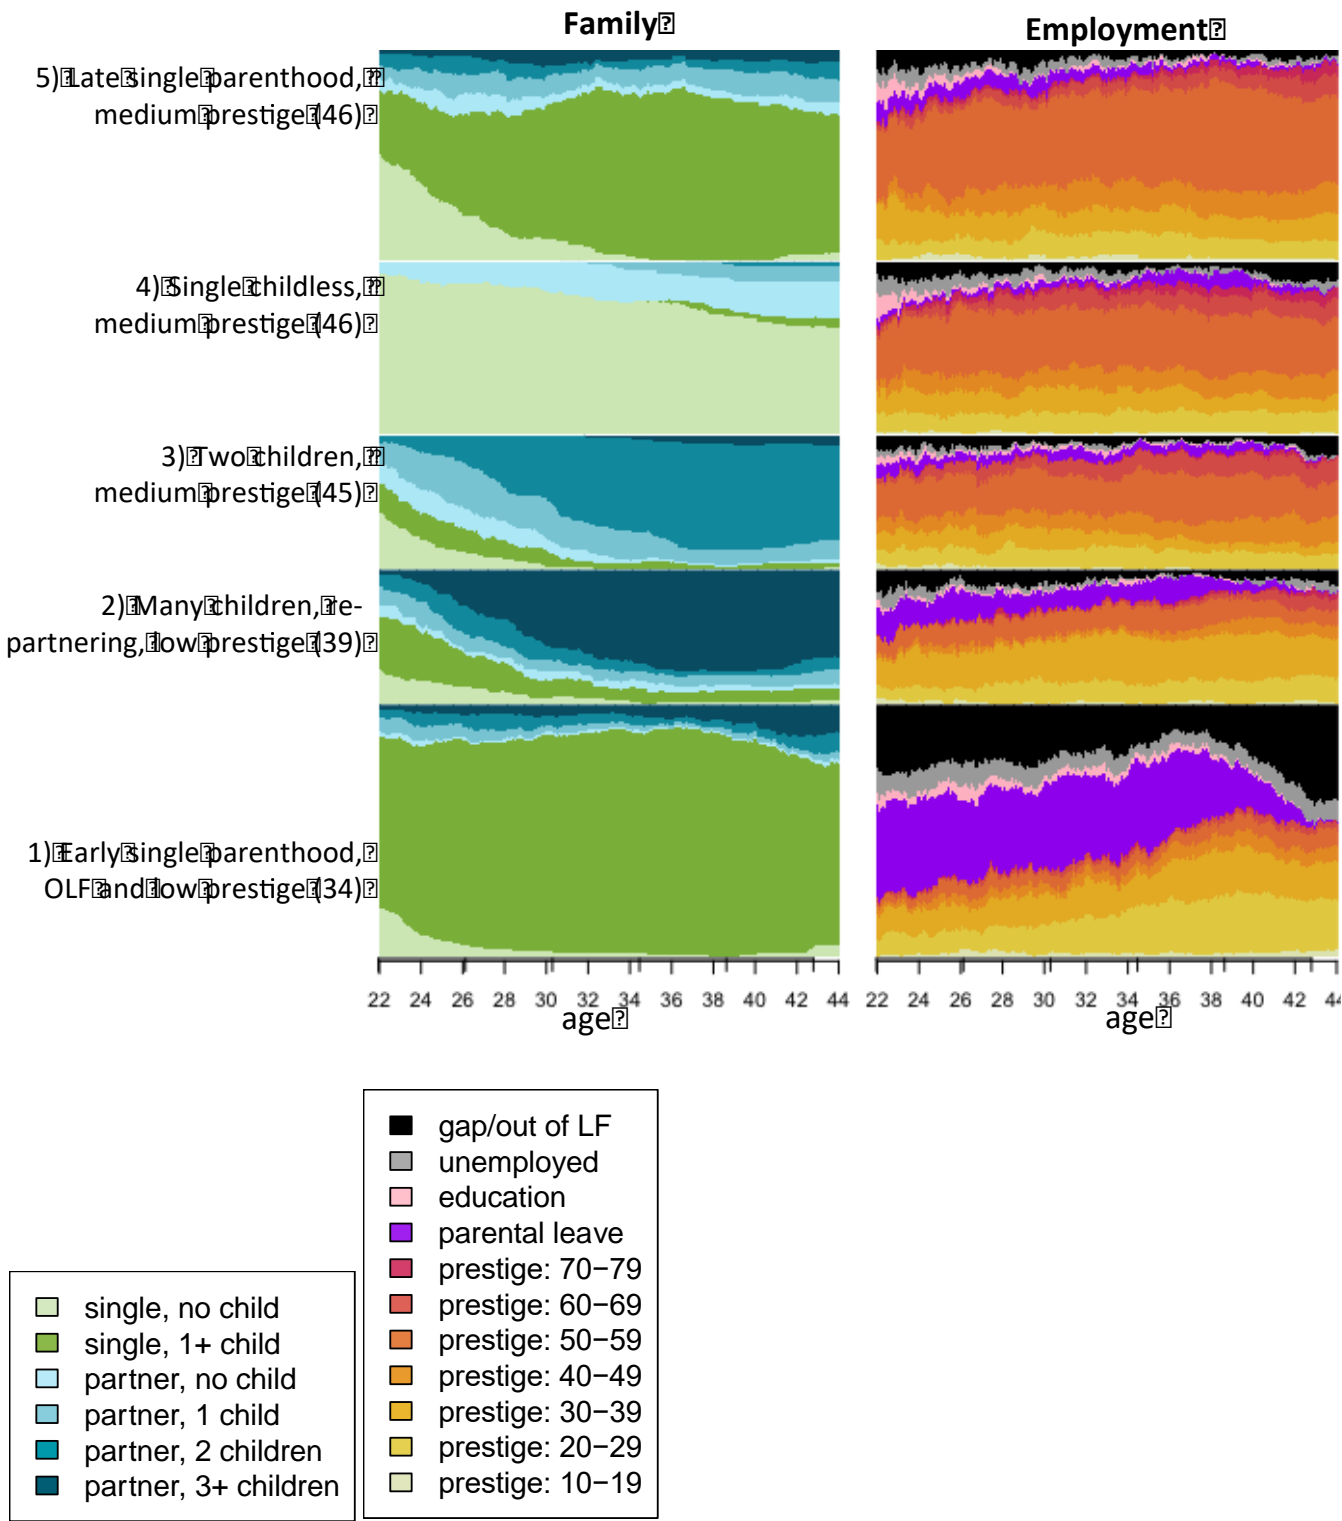 Family⍰
Employment⍰
5)⍰Late⍰single⍰parenthood,⍰⍰
medium⍰prestige⍰(46)⍰
4)⍰Single⍰childless,⍰⍰
medium⍰prestige⍰(46)⍰
3)⍰Two⍰children,⍰⍰
medium⍰prestige⍰(45)⍰
2)⍰Many⍰children,⍰re-
partnering,⍰low⍰prestige⍰(39)⍰
1)⍰Early⍰single⍰parenthood,⍰
OLF⍰and⍰low⍰prestige⍰(34)⍰
22 24 26 28 30 32 34 36 38 40 42 44
age⍰
22 24 26 28 30 32 34 36 38 40 42 44
age⍰
gap/out of LF
unemployed
education
parental leave
prestige: 70−79
prestige: 60−69
prestige: 50−59
prestige: 40−49
prestige: 30−39
prestige: 20−29
prestige: 10−19
single, no child
single, 1+ child
partner, no child
partner, 1 child
partner, 2 children
partner, 3+ children